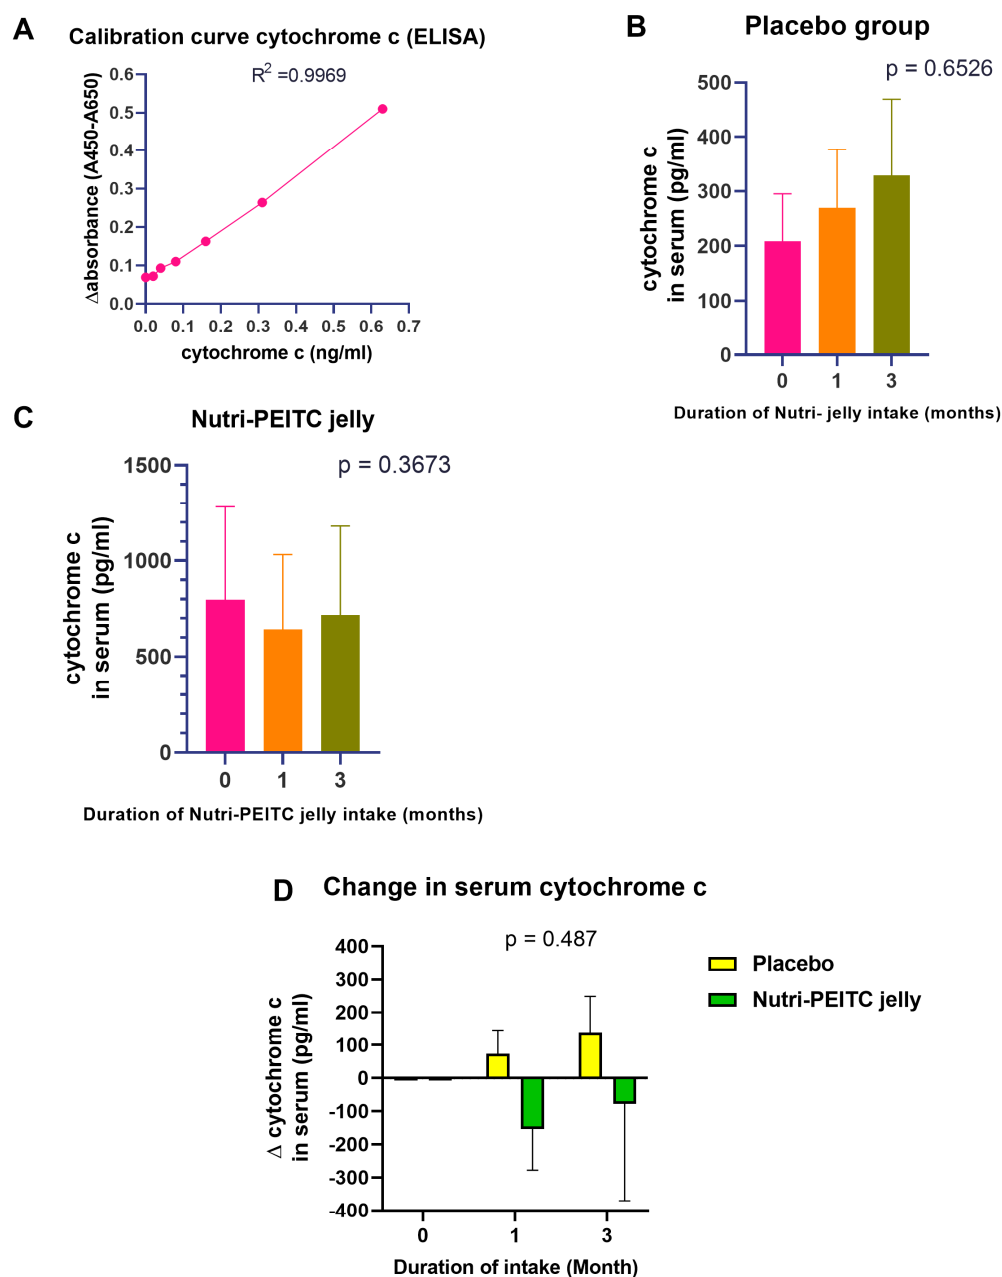 A
Calibration curve cytochrome c (ELISA)
R2 =0.9969
0.6
0.5
0.4
0.3
0.2
0.1
0.0
Δabsorbance (A450-A650)
0.0 0.1 0.2 0.3 0.4 0.5 0.6 0.7
cytochrome c (ng/ml)
B
Placebo group
p = 0.6526
500
400
300
200
100
0
cytochrome c
in serum (pg/ml)
0 1 3
Duration of Nutri- jelly intake (months)
C
Nutri-PEITC jelly
p = 0.3673
1500
1000
500
0
cytochrome c
in serum (pg/ml)
0 1 3
Duration of Nutri-PEITC jelly intake (months)
D
Change in serum cytochrome c
p = 0.487
400
300
200
100
0
-100
-200
-300
-400
Δ cytochrome c
in serum (pg/ml)
0 1 3
Duration of intake (Month)
Placebo
Nutri-PEITC jelly